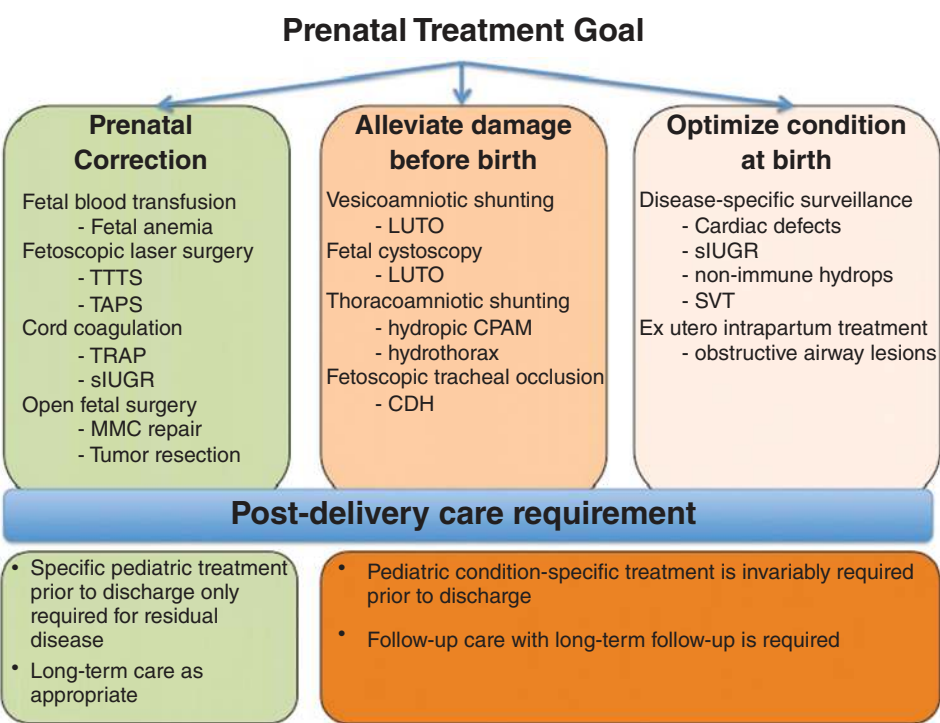 Prenatal Treatment Goal
Prenatal
Correction
Fetal blood transfusion
- Fetal anemia
Fetoscopic laser surgery
- TTTS
- TAPS
Cord coagulation
- TRAP
- sIUGR
Open fetal surgery
- MMC repair
- Tumor resection
Alleviate damage
before birth
Vesicoamniotic shunting
- LUTO
Fetal cystoscopy
- LUTO
Thoracoamniotic shunting
- hydropic CPAM
- hydrothorax
Fetoscopic tracheal occlusion
- CDH
Optimize condition
at birth
Disease-specific surveillance
- Cardiac defects
- sIUGR
- non-immune hydrops
- SVT
Ex utero intrapartum treatment
- obstructive airway lesions
Post-delivery care requirement
• Specific pediatric treatment
prior to discharge only
required for residual
disease
• Long-term care as
appropriate
• Pediatric condition-specific treatment is invariably required
prior to discharge
• Follow-up care with long-term follow-up is required